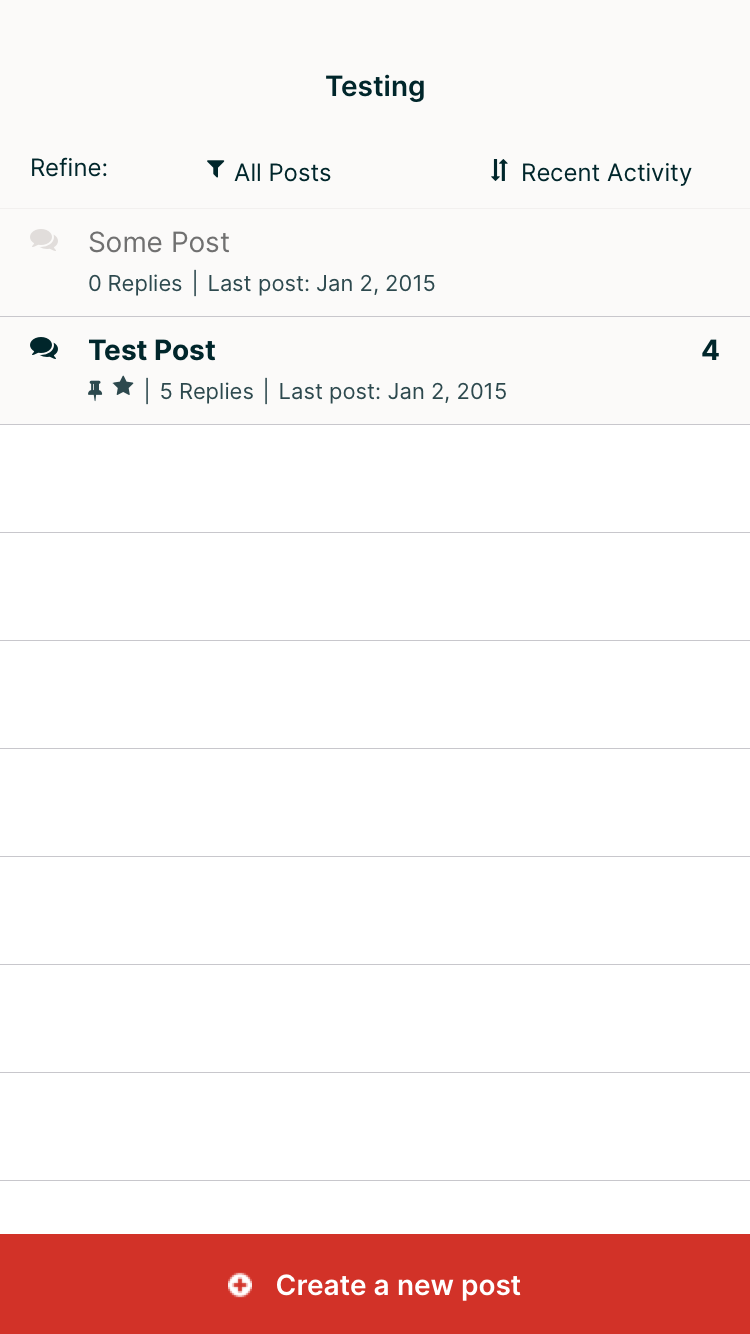 Testing
Refine: All Posts Recent Activity
Some Post
0 Replies | Last post: Jan 2, 2015
Test Post 4
| 5 Replies | Last post: Jan 2, 2015
Create a new post